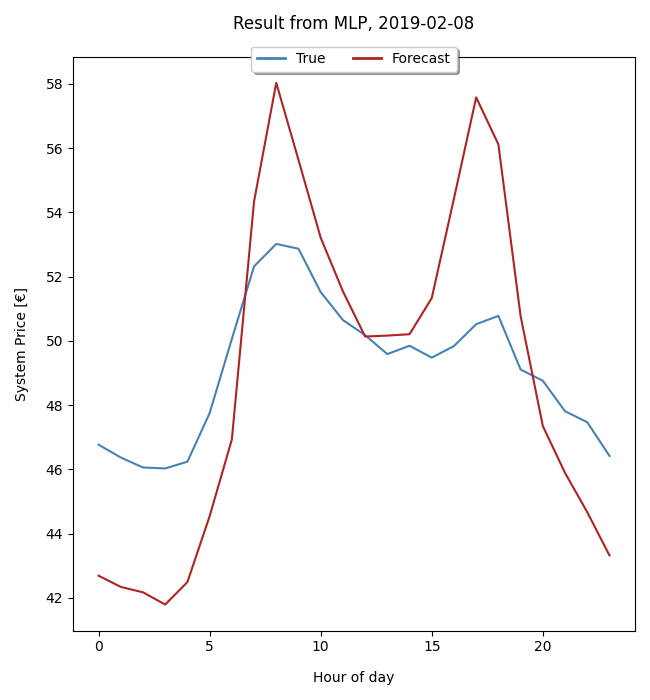 Result from MLP, 2019-02-08
True Forecast
58
56
54
52
50
48
46
44
42
System Price [€]
0 5 10 15 20
Hour of day